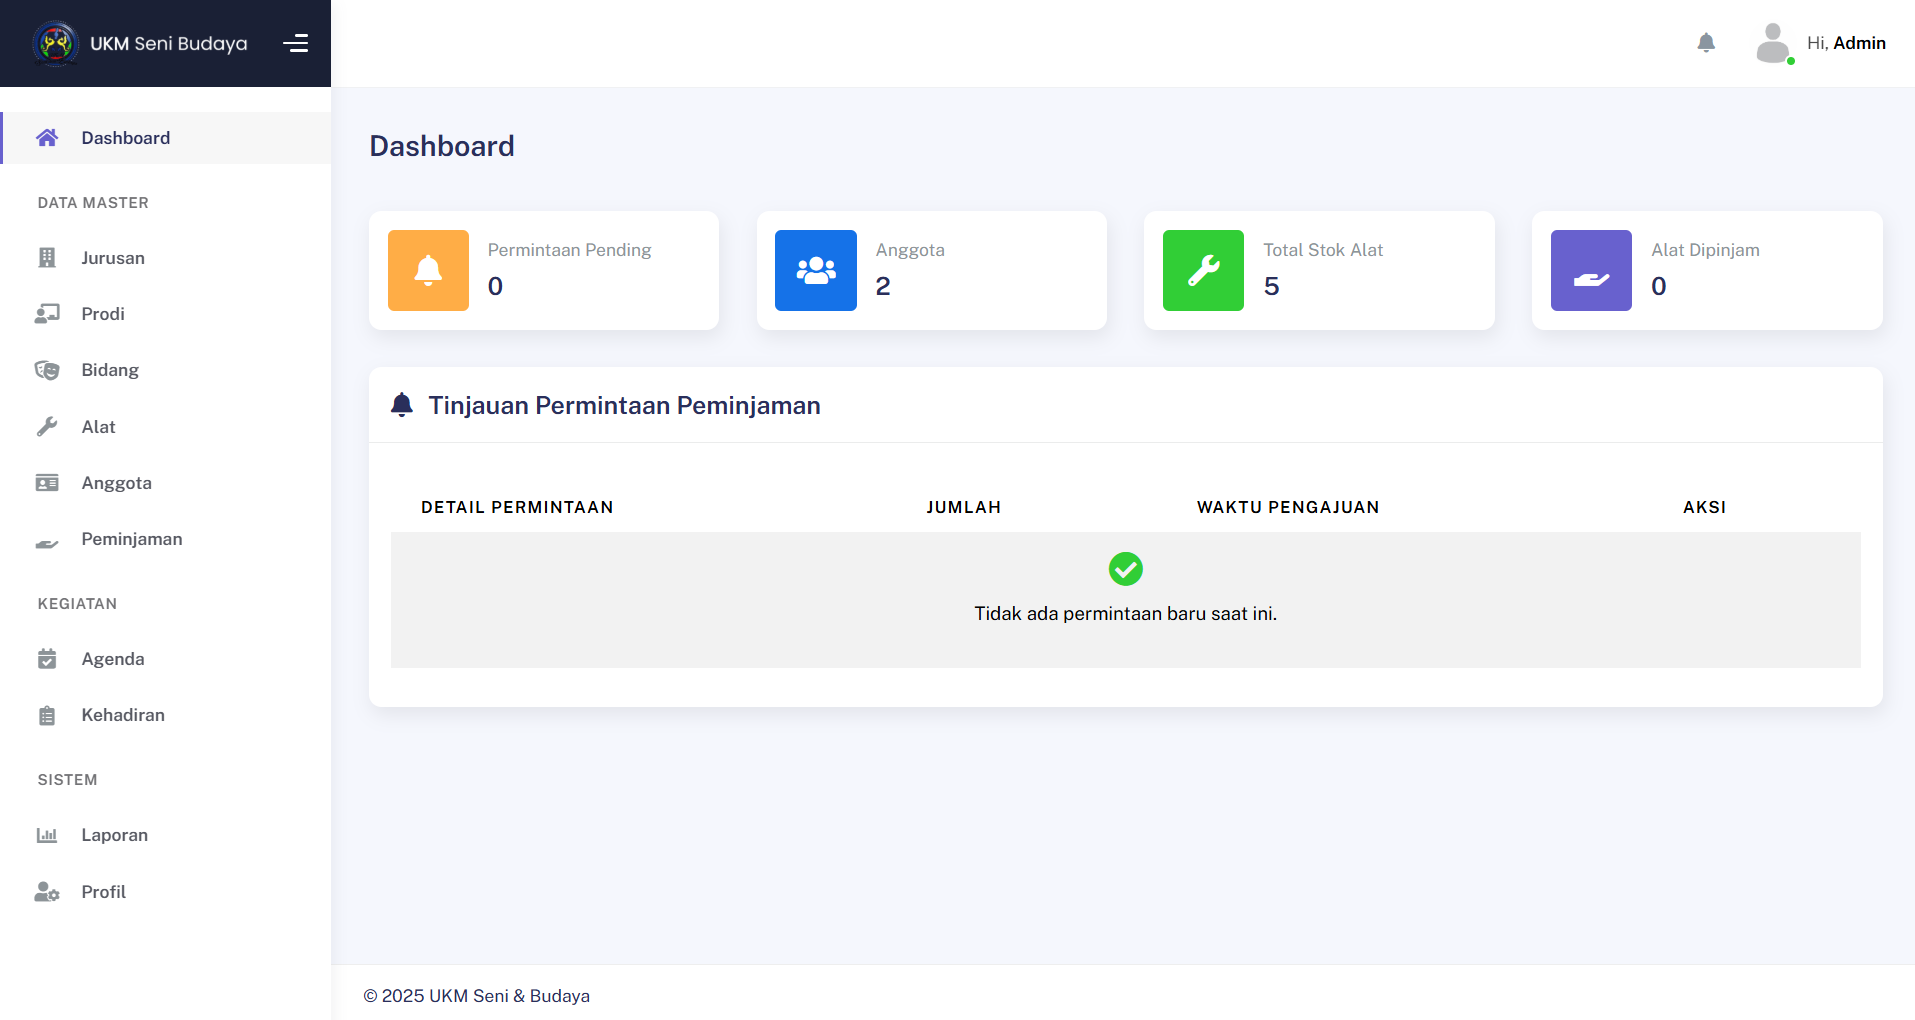 UKM Seni Budaya
Hi, Admin
Dashboard
DATA MASTER
Jurusan
Prodi
Bidang
Alat
Anggota
Peminjaman
KEGIATAN
Agenda
Kehadiran
SISTEM
Laporan
Profil
Dashboard
Permintaan Pending
0
Anggota
2
Total Stok Alat
5
Alat Dipinjam
0
Tinjauan Permintaan Peminjaman
DETAIL PERMINTAAN JUMLAH WAKTU PENGAJUAN AKSI
Tidak ada permintaan baru saat ini.
© 2025 UKM Seni & Budaya